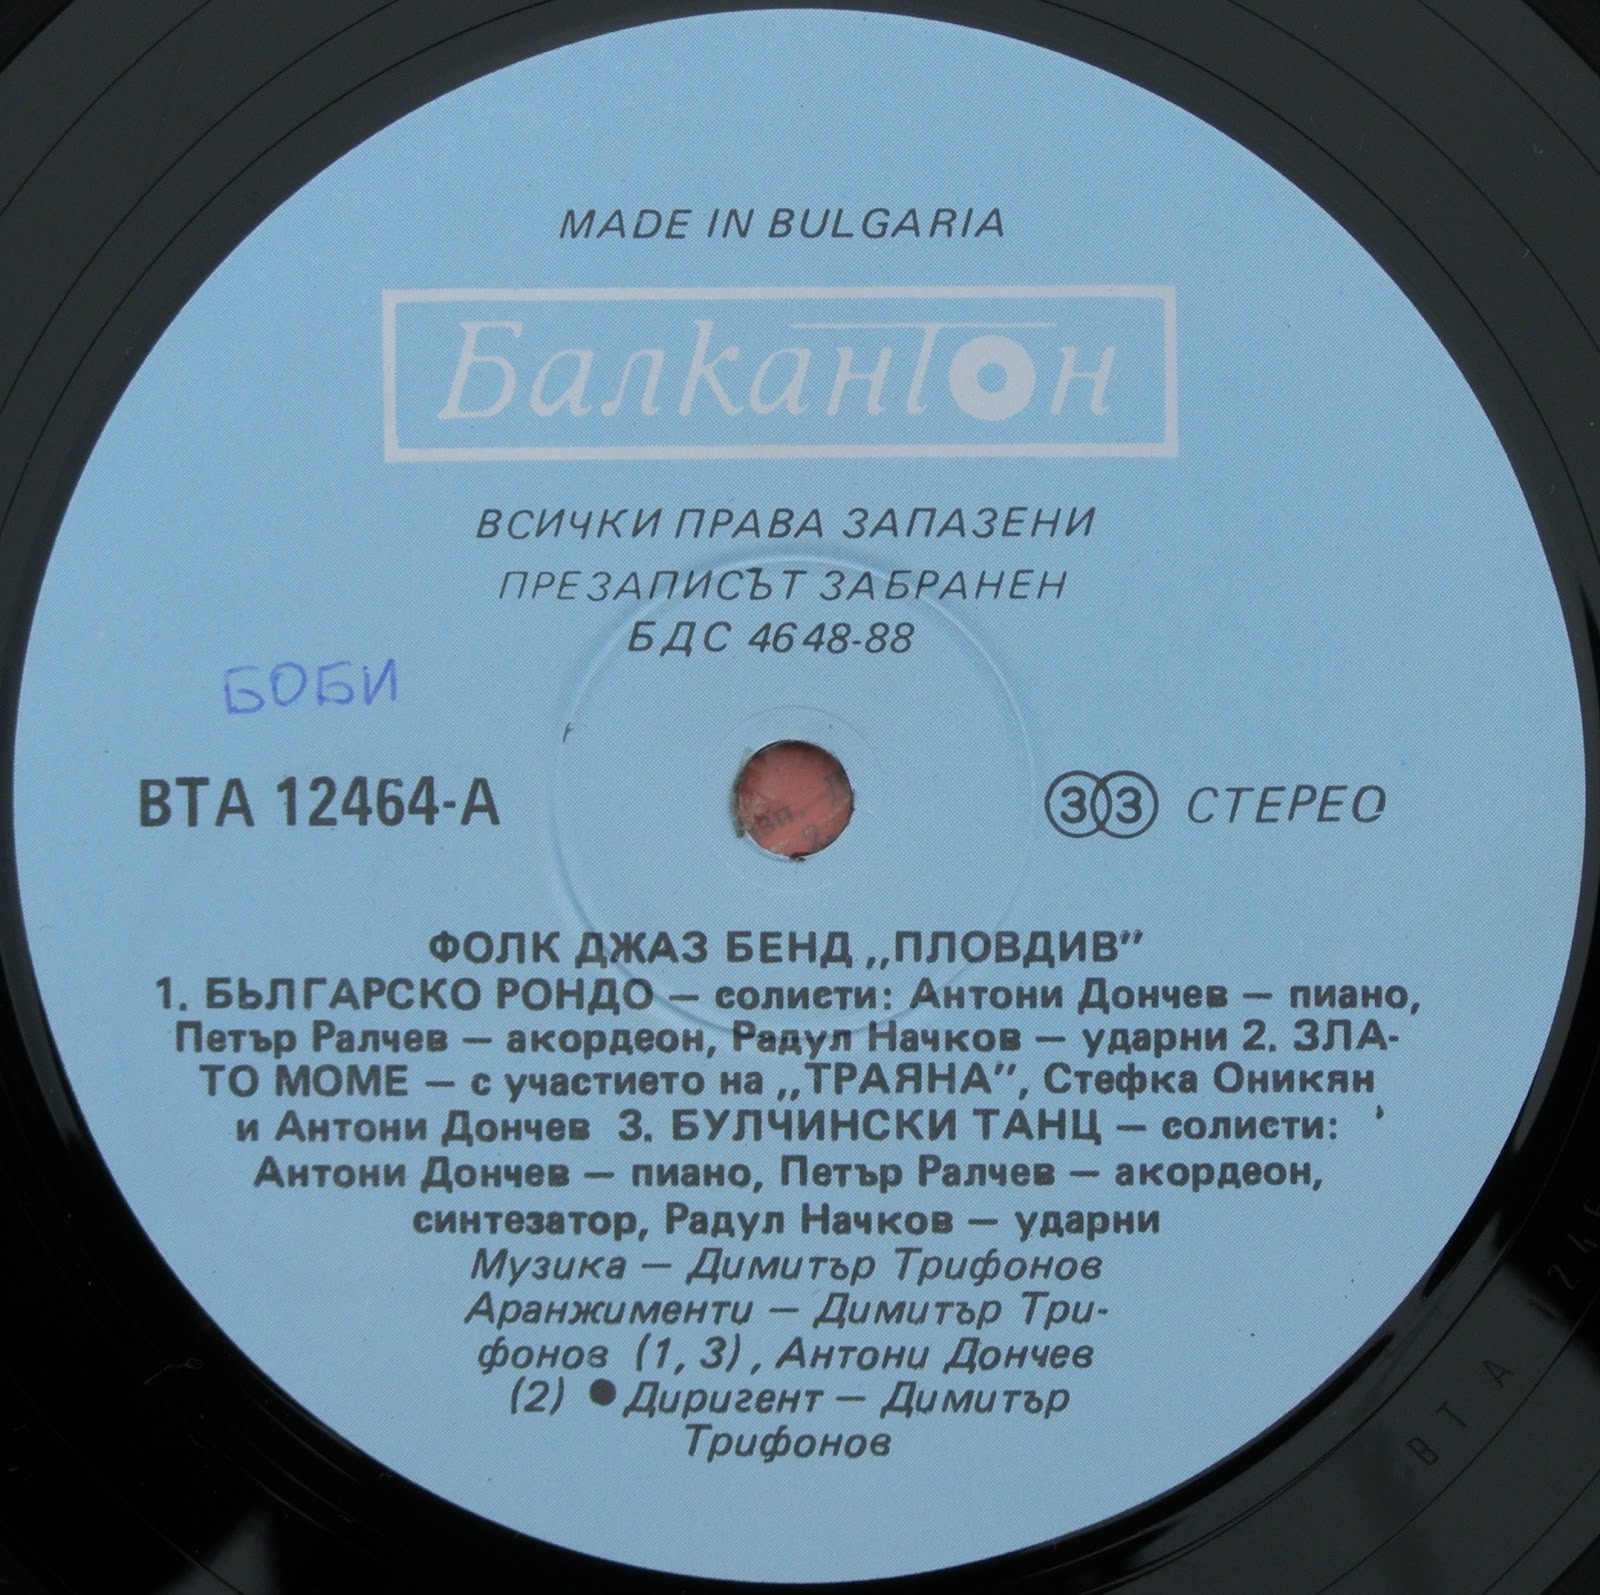 MADE IN BULGARIA
Балкантон
ВСИЧКИ ПРАВА ЗАПАЗЕНИ
ПРЕЗАПИСЪТ ЗАБРАНЕН
БДС 4648-88
БОБИ
ВТА 12464-А
33 СТЕРЕО
ФОЛК ДЖАЗ БЕНД „ПЛОВДИВ”
1. БЬЛГАРСКО РОНДО – солисти: Антони Дончев – пиано,
Петър Ралчев – акордеон, Радул Начков – ударни 2. ЗЛА-
ТО МОМЕ – с участието на „ТРАЯНА”, Стефка Оникян
и Антони Дончев 3. БУЛЧИНСКИ ТАНЦ – солисти:
Антони Дончев – пиано, Петър Ралчев – акордеон,
синтезатор, Радул Начков – ударни
Музика – Димитър Трифонов
Аранжименти – Димитър Три-
фонов (1, 3), Антони Дончев
(2) ● Диригент – Димитър
Трифонов
ВТА